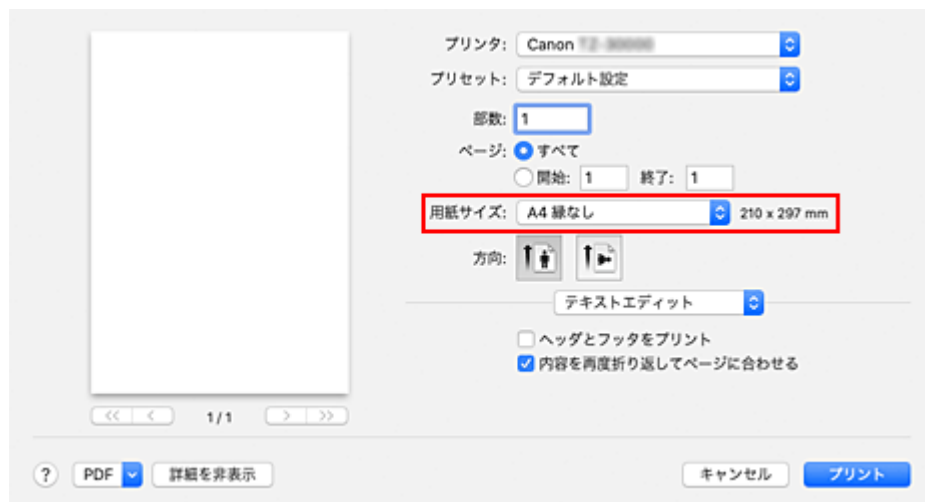 プリンタ: Canon
プリセット: デフォルト設定
部数: 1
ページ: すべて
開始: 1 終了: 1
用紙サイズ: A4 縁なし 210 x 297 mm
方向:
テキストエディット
ヘッダとフッタをプリント
内容を再度折り返してページに合わせる
<< < 1/1 > >>
? PDF 詳細を非表示 キャンセル プリント